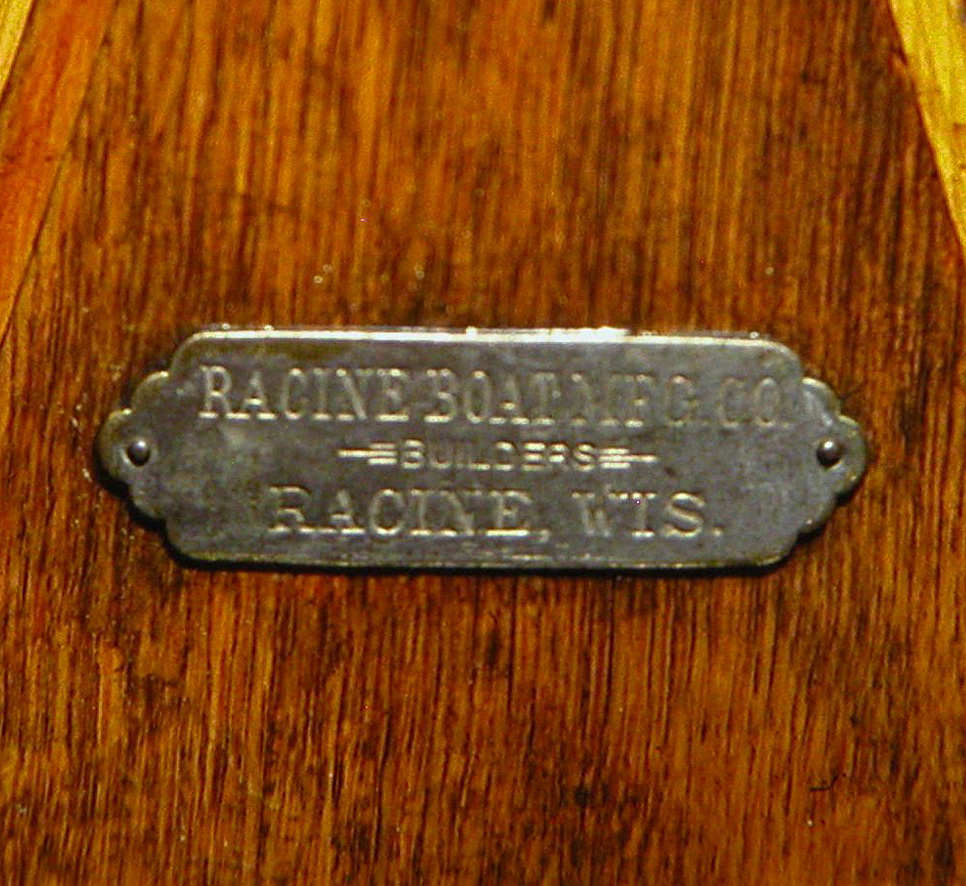 RACINE BOAT MFG. CO.
BUILDERS
RACINE, WIS.